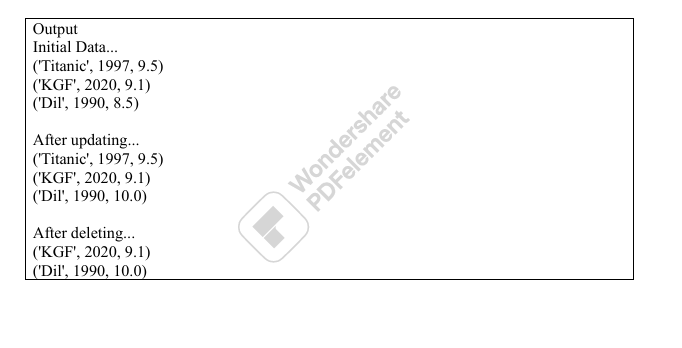 Output
Initial Data...
('Titanic', 1997, 9.5)
('KGF', 2020, 9.1)
('Dil', 1990, 8.5)
After updating...
('Titanic', 1997, 9.5)
('KGF', 2020, 9.1)
('Dil', 1990, 10.0)
After deleting...
('KGF', 2020, 9.1)
('Dil', 1990, 10.0)
Wondershare
PDFelement